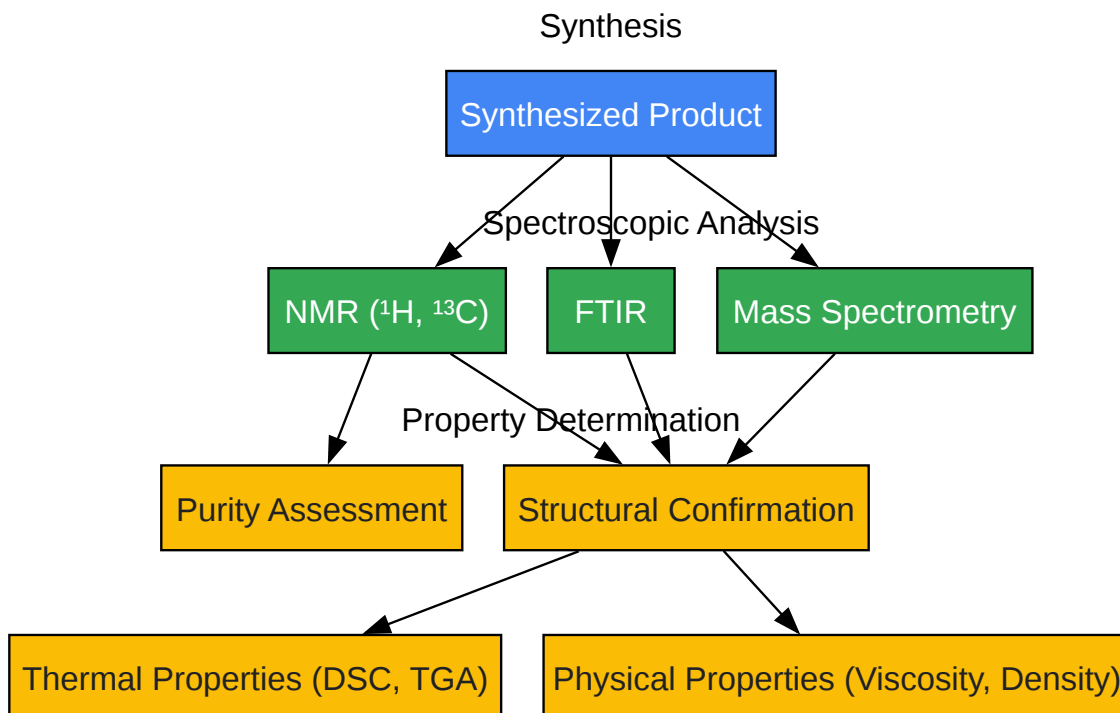 Synthesis
Synthesized Product
Spectroscopic Analysis
NMR (¹H, ¹³C)
FTIR
Mass Spectrometry
Property Determination
Purity Assessment
Structural Confirmation
Thermal Properties (DSC, TGA)
Physical Properties (Viscosity, Density)